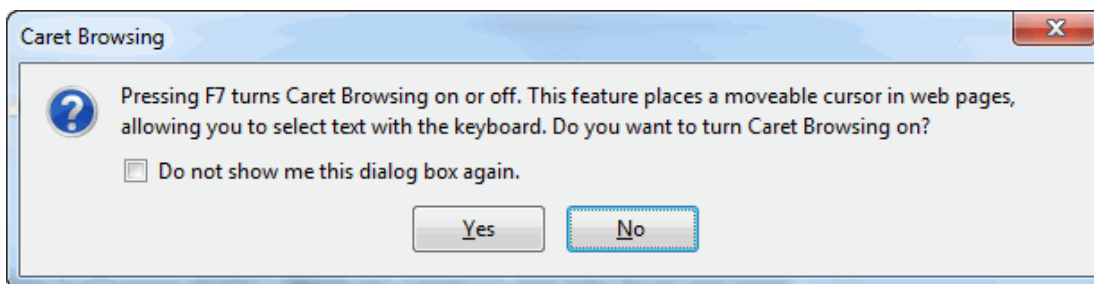 Caret Browsing
Pressing F7 turns Caret Browsing on or off. This feature places a moveable cursor in web pages,
allowing you to select text with the keyboard. Do you want to turn Caret Browsing on?
Do not show me this dialog box again.
Yes
No